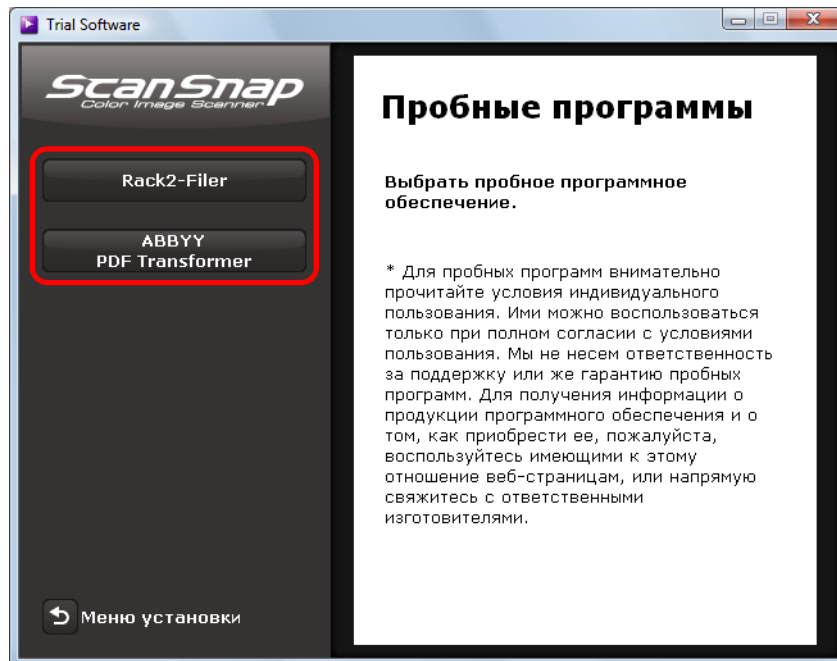 Trial Software
ScanSnap
Color Image Scanner
Rack2-Filer
ABBYY
PDF Transformer
Меню установки
Пробные программы
Выбрать пробное программное
обеспечение.
* Для пробных программ внимательно
прочитайте условия индивидуального
пользования. Ими можно воспользоваться
только при полном согласии с условиями
пользования. Мы не несем ответственность
за поддержку или же гарантию пробных
программ. Для получения информации о
продукции программного обеспечения и о
том, как приобрести ее, пожалуйста,
воспользуйтесь имеющими к этому
отношение веб-страницам, или напрямую
свяжитесь с ответственными
изготовителями.